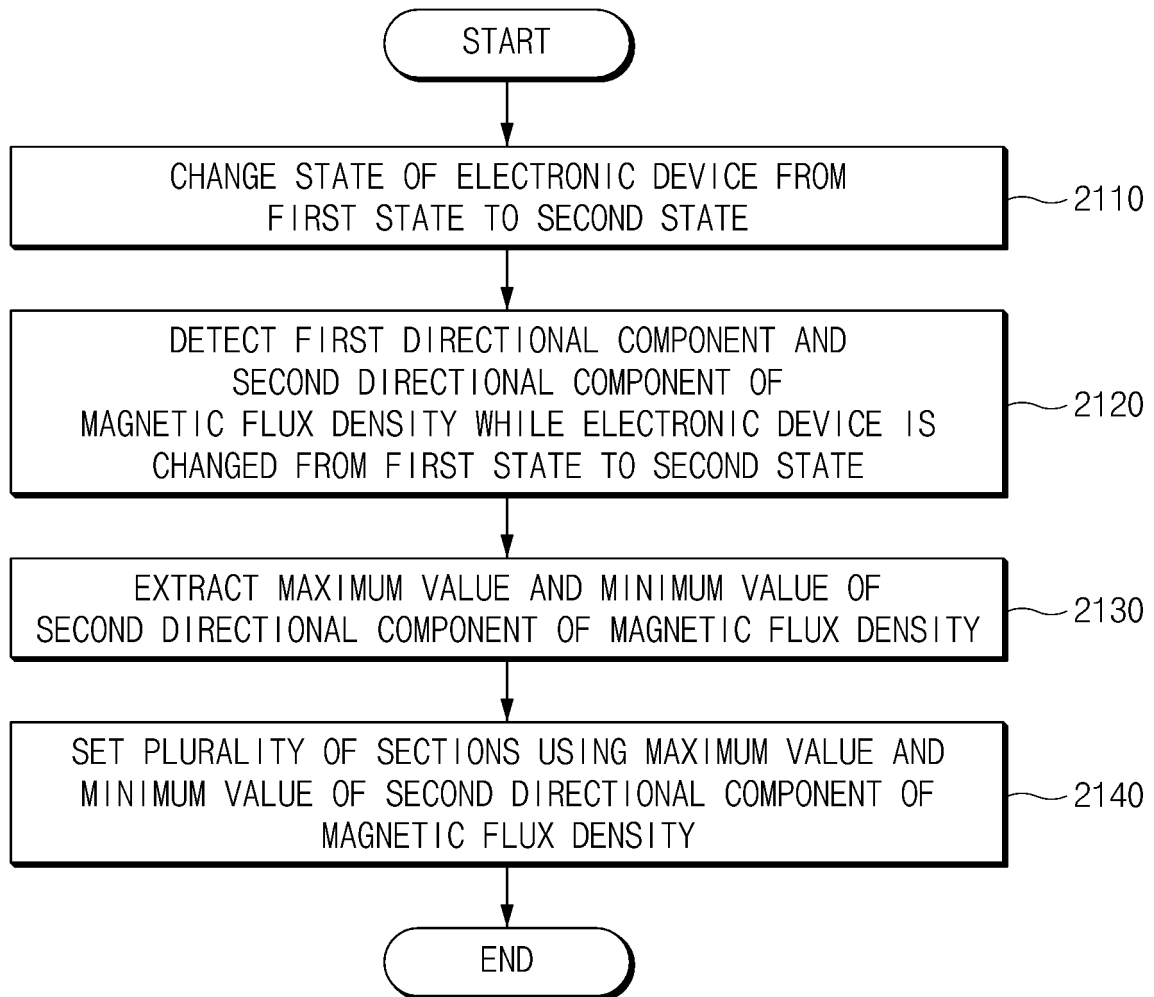 START
CHANGE STATE OF ELECTRONIC DEVICE FROM
FIRST STATE TO SECOND STATE
2110
DETECT FIRST DIRECTIONAL COMPONENT AND
SECOND DIRECTIONAL COMPONENT OF
MAGNETIC FLUX DENSITY WHILE ELECTRONIC DEVICE IS
CHANGED FROM FIRST STATE TO SECOND STATE
2120
EXTRACT MAXIMUM VALUE AND MINIMUM VALUE OF
SECOND DIRECTIONAL COMPONENT OF MAGNETIC FLUX DENSITY
2130
SET PLURALITY OF SECTIONS USING MAXIMUM VALUE AND
MINIMUM VALUE OF SECOND DIRECTIONAL COMPONENT OF
MAGNETIC FLUX DENSITY
2140
END